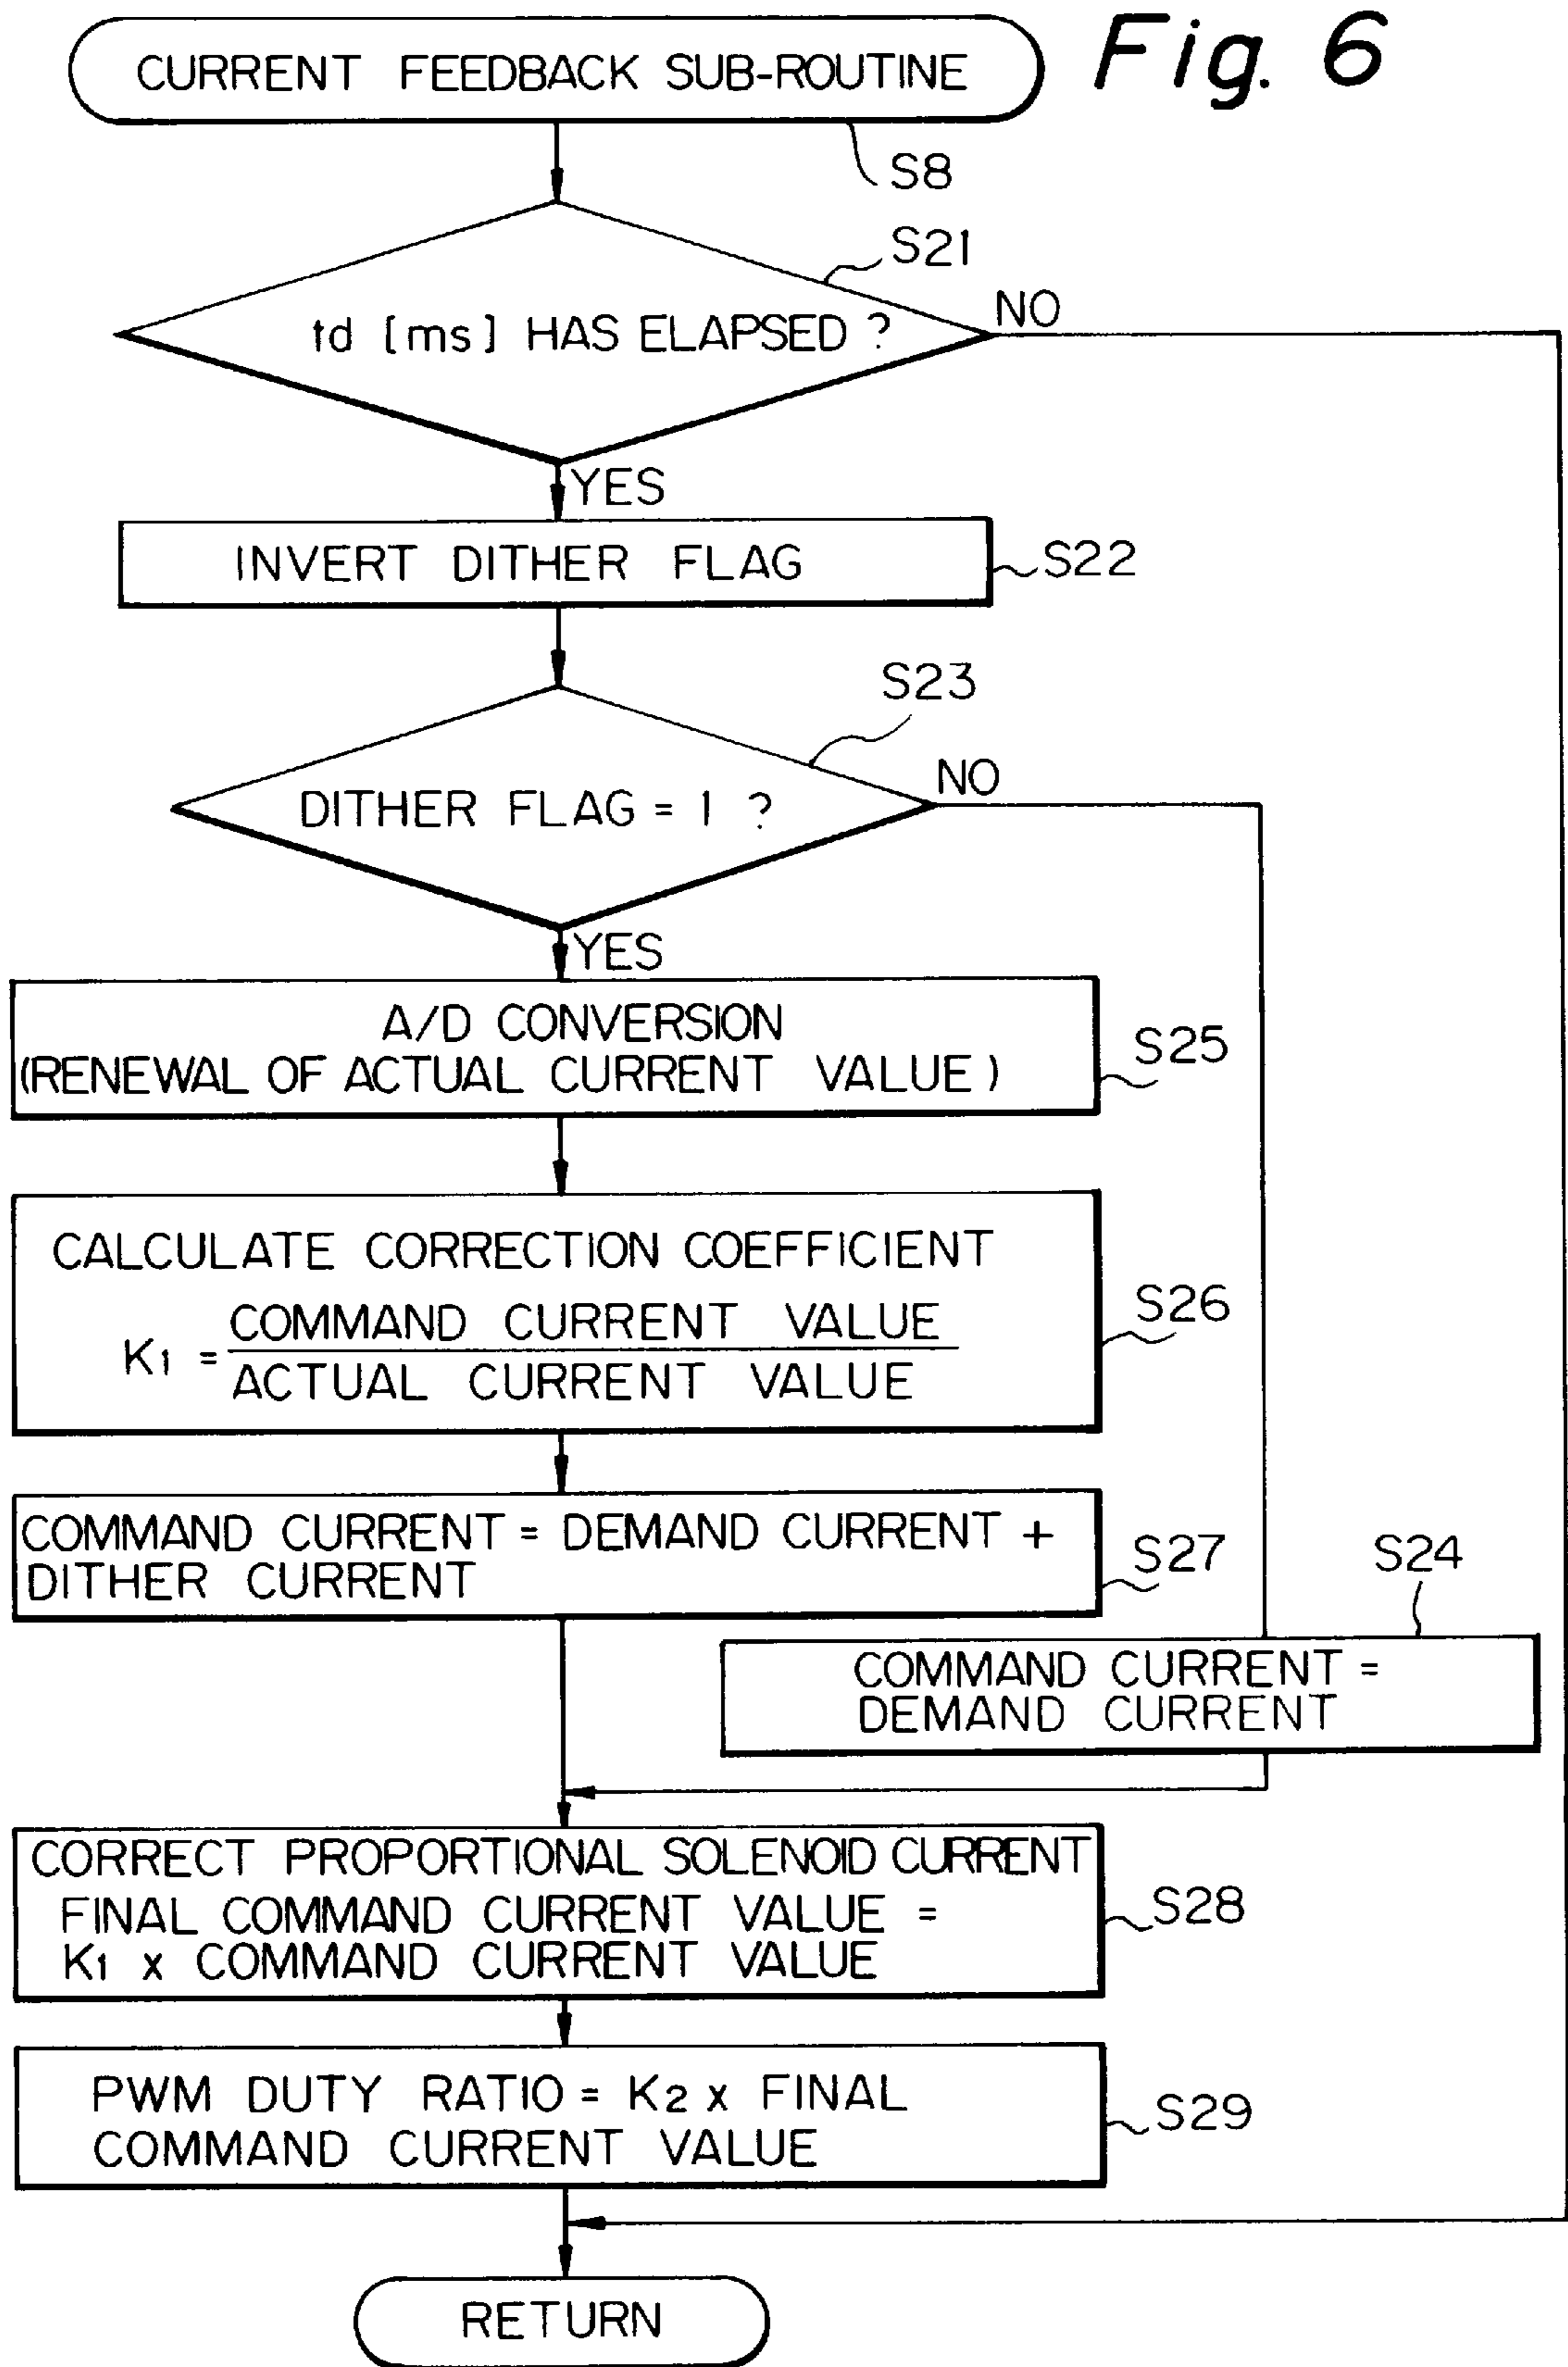 Fig. 6
CURRENT FEEDBACK SUB-ROUTINE
S8
S21
td [ms] HAS ELAPSED ?
NO
YES
INVERT DITHER FLAG
S22
S23
DITHER FLAG = 1 ?
NO
YES
A/D CONVERSION
(RENEWAL OF ACTUAL CURRENT VALUE)
S25
CALCULATE CORRECTION COEFFICIENT
K1 = COMMAND CURRENT VALUE
ACTUAL CURRENT VALUE
S26
COMMAND CURRENT = DEMAND CURRENT +
DITHER CURRENT
S27
S24
COMMAND CURRENT =
DEMAND CURRENT
CORRECT PROPORTIONAL SOLENOID CURRENT
FINAL COMMAND CURRENT VALUE =
K1 x COMMAND CURRENT VALUE
S28
PWM DUTY RATIO = K2 x FINAL
COMMAND CURRENT VALUE
S29
RETURN